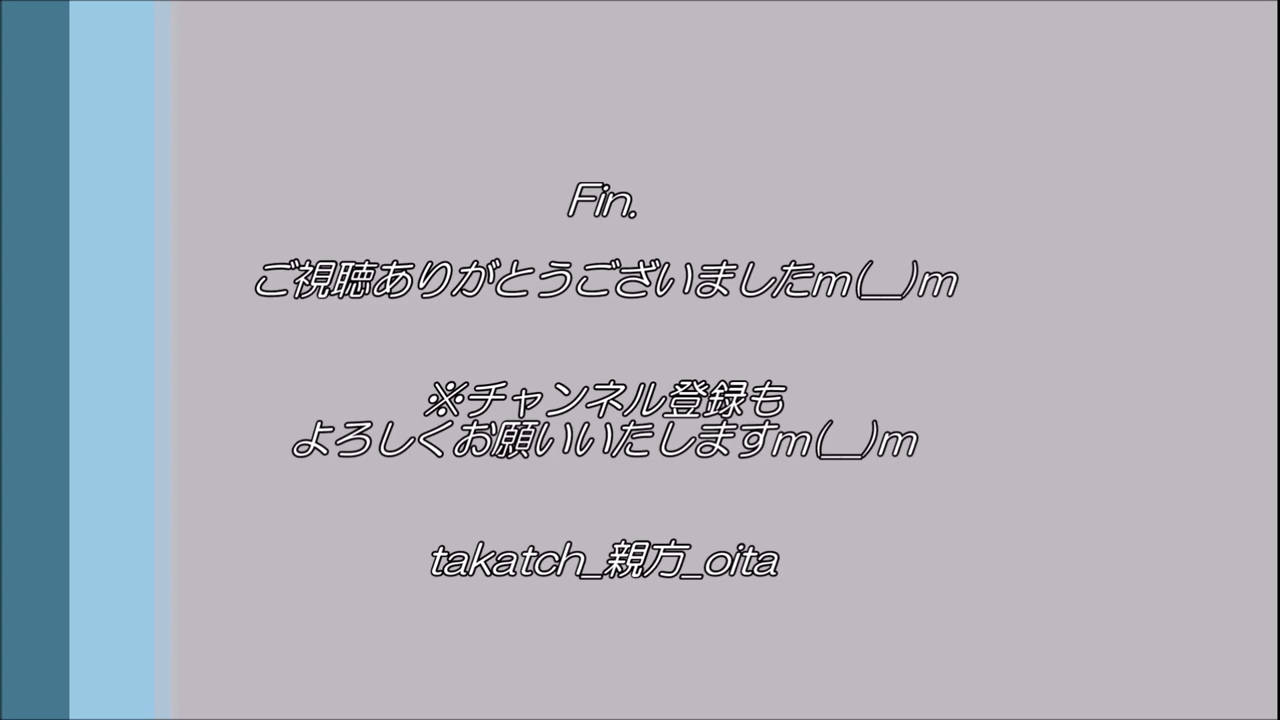 Fin.
ご視聴ありがとうございましたm(__)m
※チャンネル登録も
よろしくお願いいたしますm(__)m
takatch_親方_oita